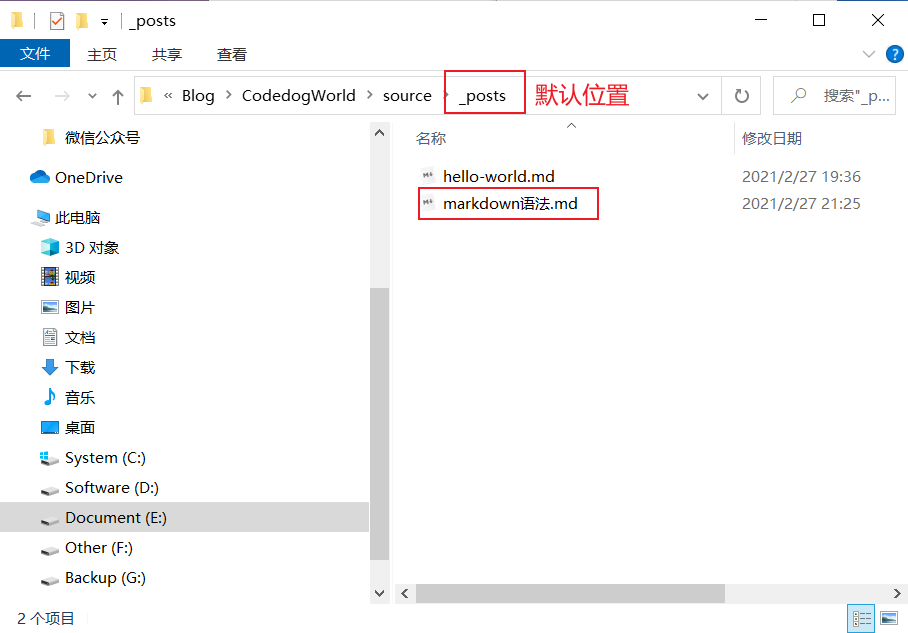 _posts
文件 主页 共享 查看 ?
« Blog > CodedogWorld > source > _posts 默认位置 搜索"_p...
微信公众号
OneDrive
此电脑
3D 对象
视频
图片
文档
下载
音乐
桌面
System (C:)
Software (D:)
Document (E:)
Other (F:)
Backup (G:)
名称 修改日期
hello-world.md 2021/2/27 19:36
markdown语法.md 2021/2/27 21:25
2 个项目